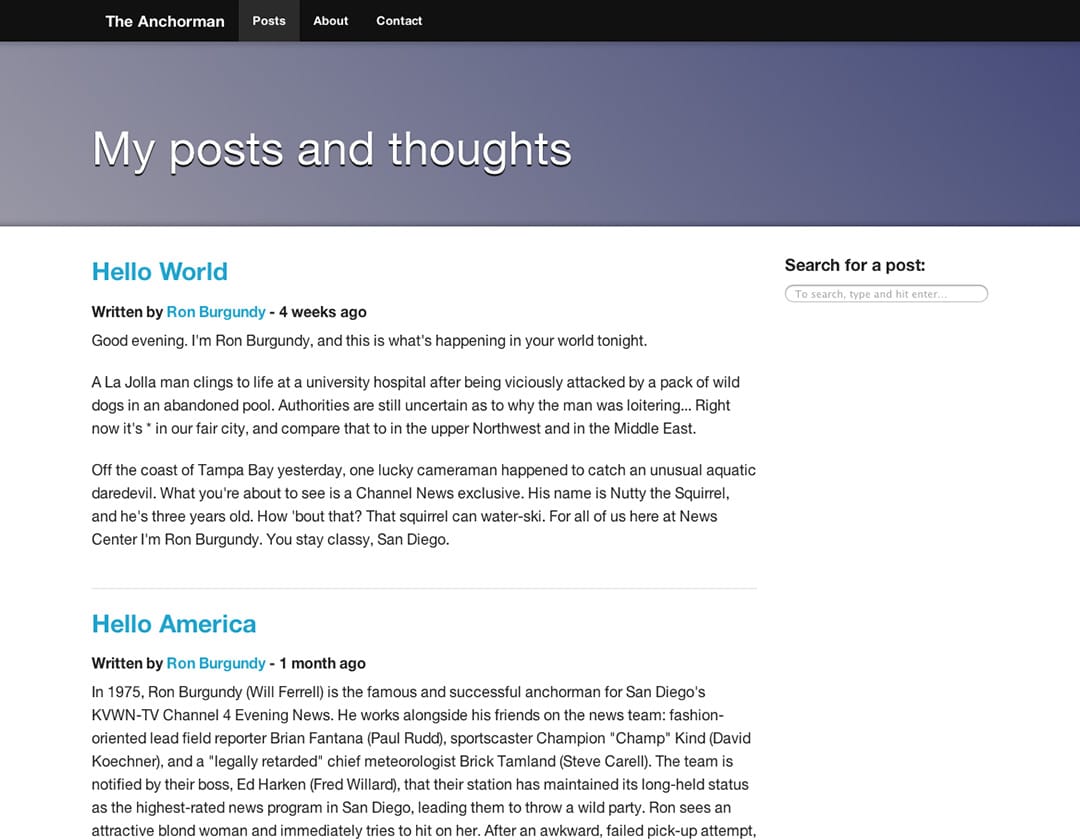 The Anchorman Posts About Contact
My posts and thoughts
Hello World
Written by Ron Burgundy - 4 weeks ago
Good evening. I'm Ron Burgundy, and this is what's happening in your world tonight.
A La Jolla man clings to life at a university hospital after being viciously attacked by a pack of wild
dogs in an abandoned pool. Authorities are still uncertain as to why the man was loitering... Right
now it's * in our fair city, and compare that to in the upper Northwest and in the Middle East.
Off the coast of Tampa Bay yesterday, one lucky cameraman happened to catch an unusual aquatic
daredevil. What you're about to see is a Channel News exclusive. His name is Nutty the Squirrel,
and he's three years old. How 'bout that? That squirrel can water-ski. For all of us here at News
Center I'm Ron Burgundy. You stay classy, San Diego.
Hello America
Written by Ron Burgundy - 1 month ago
In 1975, Ron Burgundy (Will Ferrell) is the famous and successful anchorman for San Diego's
KVWN-TV Channel 4 Evening News. He works alongside his friends on the news team: fashion-
oriented lead field reporter Brian Fantana (Paul Rudd), sportscaster Champion "Champ" Kind (David
Koechner), and a "legally retarded" chief meteorologist Brick Tamland (Steve Carell). The team is
notified by their boss, Ed Harken (Fred Willard), that their station has maintained its long-held status
as the highest-rated news program in San Diego, leading them to throw a wild party. Ron sees an
attractive blond woman and immediately tries to hit on her. After an awkward, failed pick-up attempt,
Search for a post:
To search, type and hit enter...